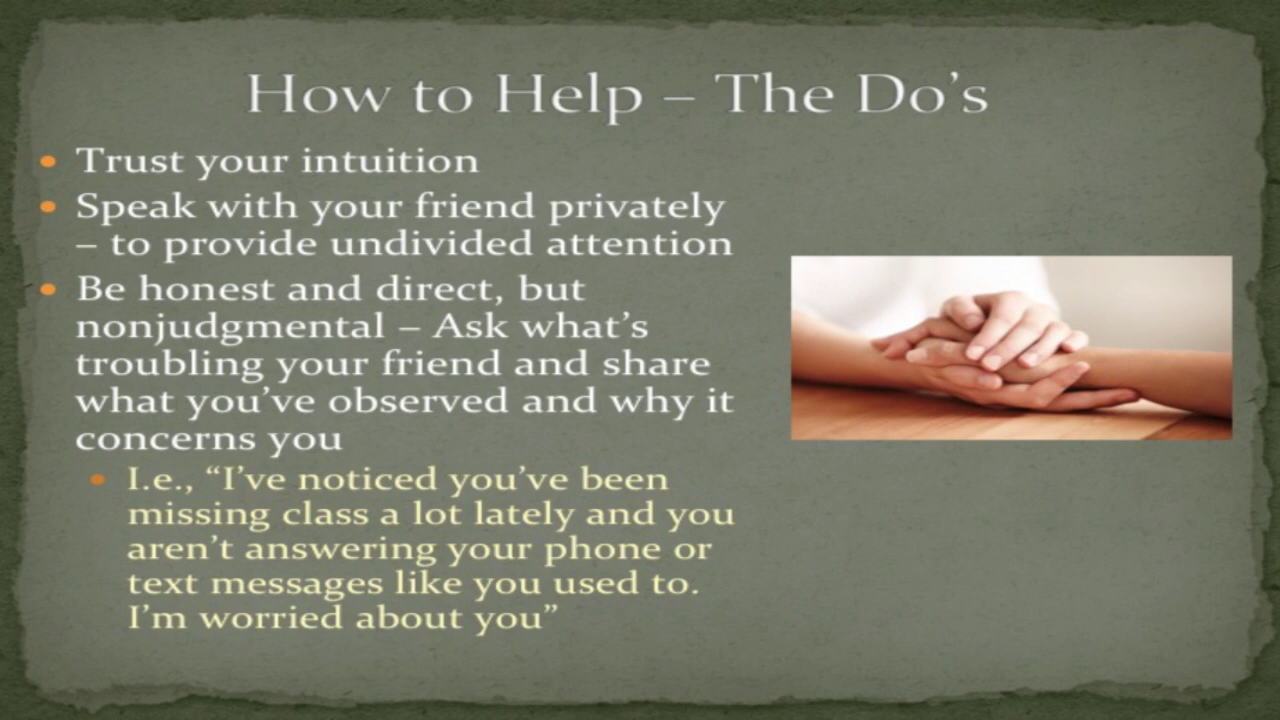 How to Help – The Do’s
• Trust your intuition
• Speak with your friend privately
– to provide undivided attention
• Be honest and direct, but
nonjudgmental – Ask what’s
troubling your friend and share
what you’ve observed and why it
concerns you
• I.e., “I’ve noticed you’ve been
missing class a lot lately and you
aren’t answering your phone or
text messages like you used to.
I’m worried about you”